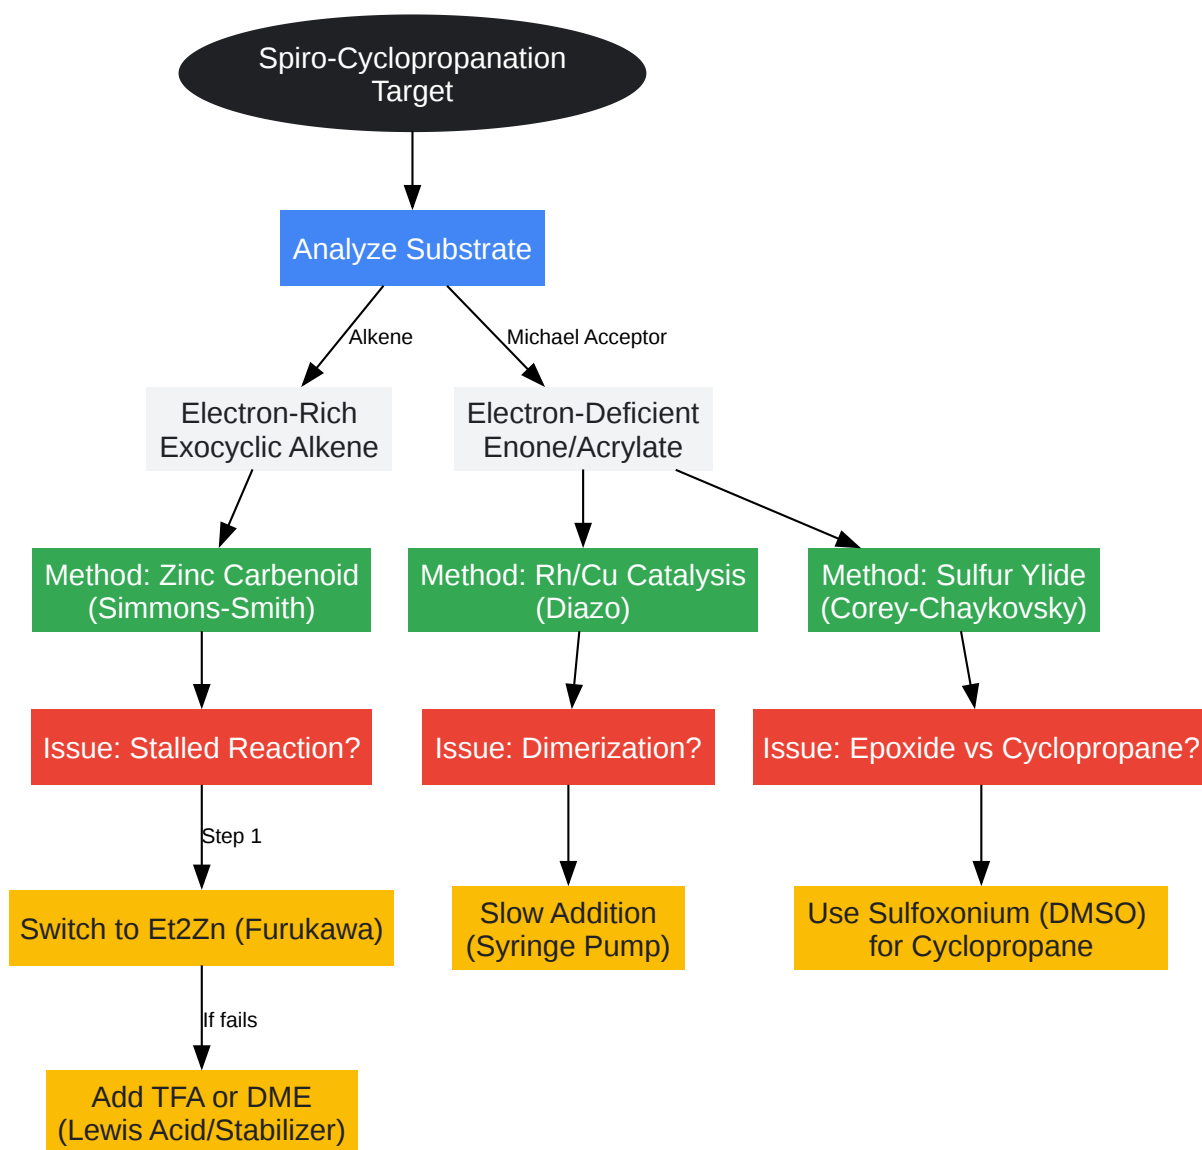 Spiro-Cyclopropanation
Target
Analyze Substrate
Alkene
Michael Acceptor
Electron-Rich
Exocyclic Alkene
Electron-Deficient
Enone/Acrylate
Method: Zinc Carbenoid
(Simmons-Smith)
Method: Rh/Cu Catalysis
(Diazo)
Method: Sulfur Ylide
(Corey-Chaykovsky)
Issue: Stalled Reaction?
Issue: Dimerization?
Issue: Epoxide vs Cyclopropane?
Step 1
Switch to Et2Zn (Furukawa)
Slow Addition
(Syringe Pump)
Use Sulfoxonium (DMSO)
for Cyclopropane
If fails
Add TFA or DME
(Lewis Acid/Stabilizer)